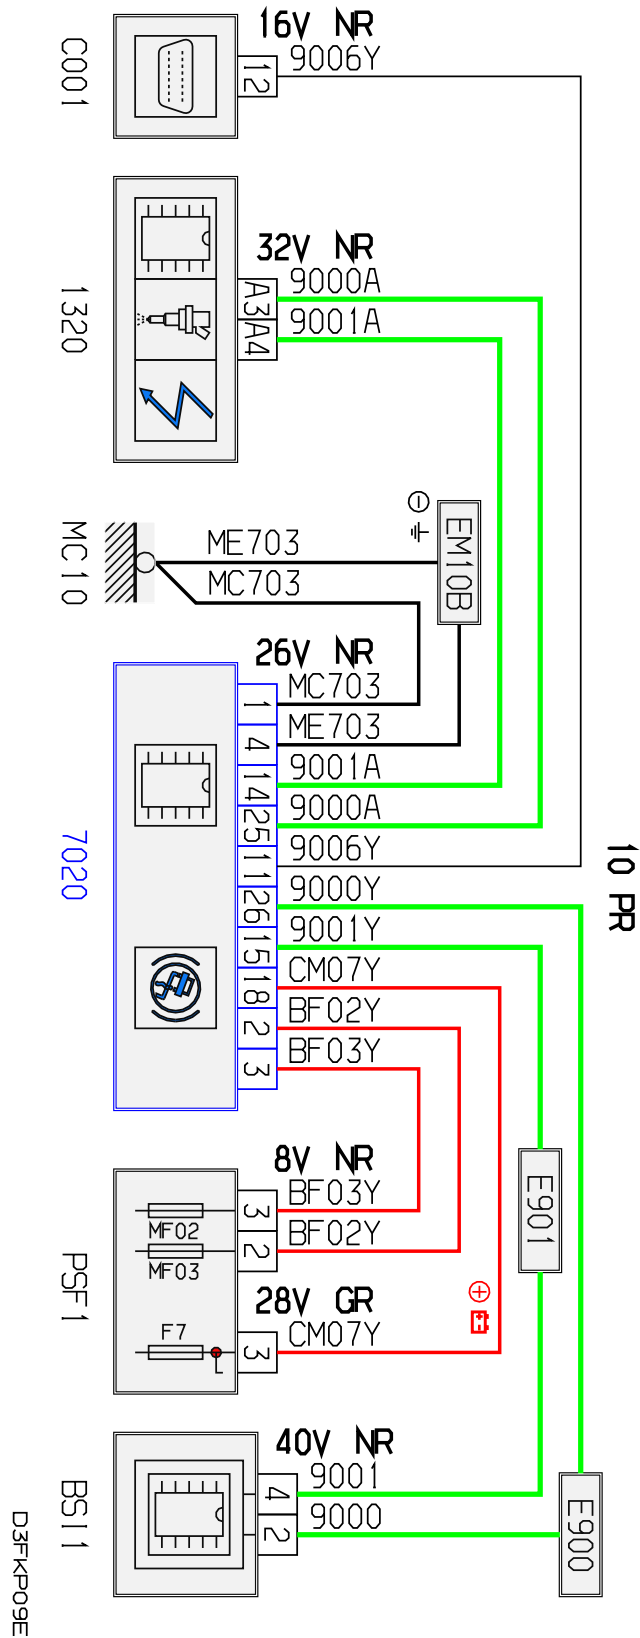 16V NR
9006Y
C001
12
32V NR
9000A
A3
9001A
A4
1320
MC10
ME703
MC703
EM10B
26V NR
MC703
1
ME703
4
9001A
14
9000A
25
9006Y
11
10 PR
7020
9000Y
26
9001Y
15
CM07Y
18
BF02Y
2
BF03Y
3
8V NR
BF03Y
3
MF02
BF02Y
2
MF03
E901
PSF1
28V GR
CM07Y
F7
3
40V NR
9001
4
9000
2
BSI1
E900
D3FKP09E